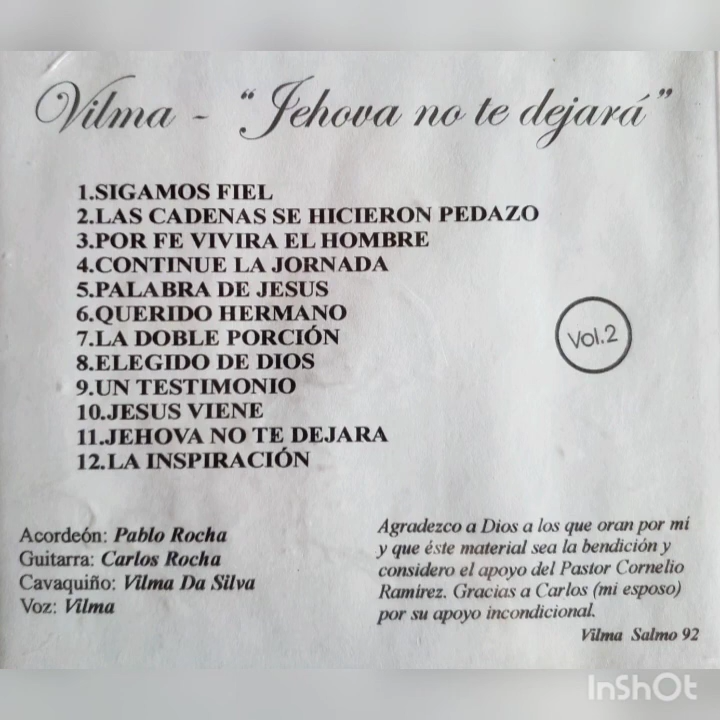 Vilma - "Jehova no te dejará"
1.SIGAMOS FIEL
2.LAS CADENAS SE HICIERON PEDAZO
3.POR FE VIVIRA EL HOMBRE
4.CONTINUE LA JORNADA
5.PALABRA DE JESUS
6.QUERIDO HERMANO
7.LA DOBLE PORCIÓN
8.ELEGIDO DE DIOS
9.UN TESTIMONIO
10.JESUS VIENE
11.JEHOVA NO TE DEJARA
12.LA INSPIRACIÓN
Vol.2
Acordeón: Pablo Rocha
Guitarra: Carlos Rocha
Cavaquiño: Vilma Da Silva
Voz: Vilma
Agradezco a Dios a los que oran por mi
y que éste material sea la bendición y
considero el apoyo del Pastor Cornelio
Ramirez. Gracias a Carlos (mi esposo)
por su apoyo incondicional.
Vilma Salmo 92
InShOt